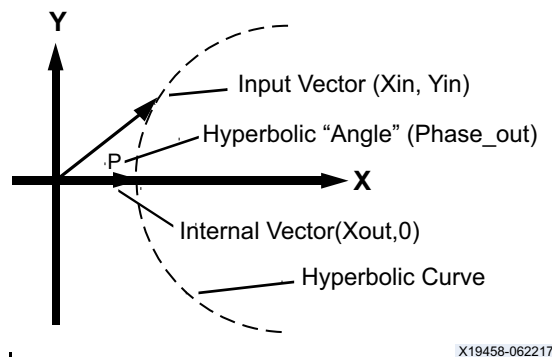 Y
Input Vector (Xin, Yin)
Hyperbolic “Angle” (Phase_out)
P
X
Internal Vector(Xout,0)
Hyperbolic Curve
X19458-062217